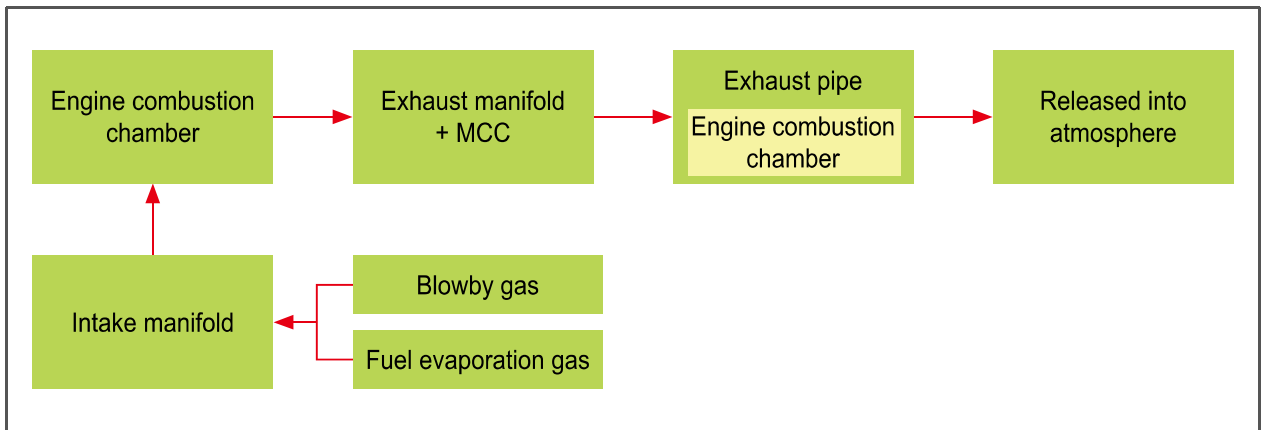 Engine combustion
chamber
Exhaust manifold
+ MCC
Exhaust pipe
Engine combustion
chamber
Released into
atmosphere
Intake manifold
Blowby gas
Fuel evaporation gas